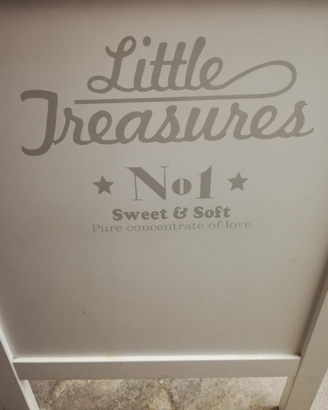 Little
Treasures
★ No1 ★
Sweet & Soft
Pure concentrate of love